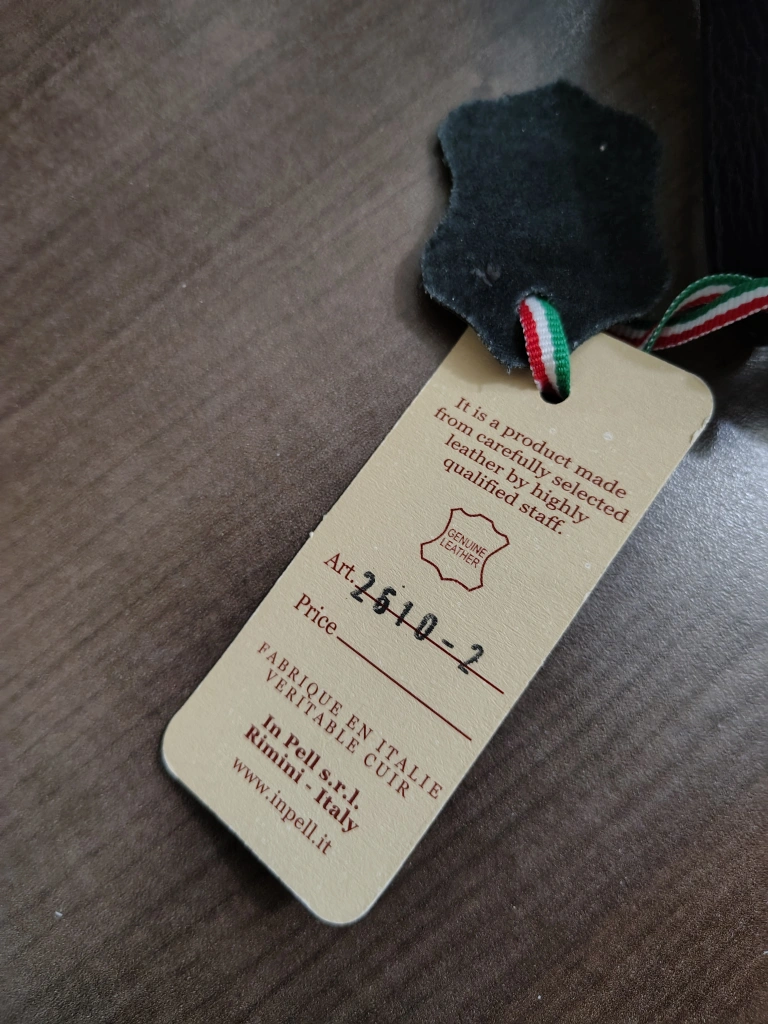 It is a product made
from carefully selected
leather by highly
qualified staff.
GENUINE
LEATHER
Art. 2610-2
Price
FABRIQUE EN ITALIE
VERITABLE CUIR
In Pell s.r.l.
Rimini - Italy
www.inpell.it